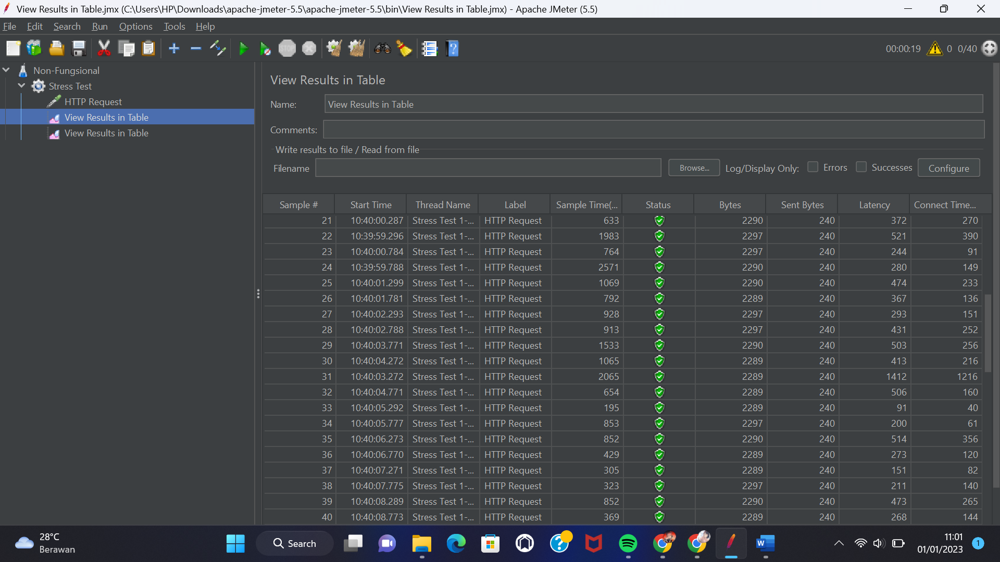 View Results in Table.jmx (C:\Users\HP\Downloads\apache-jmeter-5.5\apache-jmeter-5.5\bin\View Results in Table.jmx) - Apache JMeter (5.5)
File Edit Search Run Options Tools Help
STOP 00:00:19 0 0/40
Non-Fungsional
Stress Test
HTTP Request
View Results in Table
View Results in Table
View Results in Table
Name: View Results in Table
Comments:
Write results to file / Read from file
Filename Browse... Log/Display Only: Errors Successes Configure
Sample # Start Time Thread Name Label Sample Time(... Status Bytes Sent Bytes Latency Connect Time...
21 10:40:00.287 Stress Test 1-... HTTP Request 633 2290 240 372 270
22 10:39:59.296 Stress Test 1-... HTTP Request 1983 2297 240 521 390
23 10:40:00.784 Stress Test 1-... HTTP Request 764 2297 240 244 91
24 10:39:59.788 Stress Test 1-... HTTP Request 2571 2290 240 280 149
25 10:40:01.299 Stress Test 1-... HTTP Request 1069 2290 240 474 233
26 10:40:01.781 Stress Test 1-... HTTP Request 792 2289 240 367 136
27 10:40:02.293 Stress Test 1-... HTTP Request 928 2297 240 293 151
28 10:40:02.788 Stress Test 1-... HTTP Request 913 2297 240 431 252
29 10:40:03.771 Stress Test 1-... HTTP Request 1533 2290 240 503 256
30 10:40:04.272 Stress Test 1-... HTTP Request 1065 2289 240 413 216
31 10:40:03.272 Stress Test 1-... HTTP Request 2065 2289 240 1412 1216
32 10:40:04.771 Stress Test 1-... HTTP Request 654 2289 240 506 160
33 10:40:05.292 Stress Test 1-... HTTP Request 195 2289 240 91 40
34 10:40:05.777 Stress Test 1-... HTTP Request 853 2297 240 200 61
35 10:40:06.273 Stress Test 1-... HTTP Request 852 2290 240 514 356
36 10:40:06.770 Stress Test 1-... HTTP Request 429 2289 240 273 120
37 10:40:07.271 Stress Test 1-... HTTP Request 305 2289 240 151 82
38 10:40:07.775 Stress Test 1-... HTTP Request 323 2297 240 211 140
39 10:40:08.289 Stress Test 1-... HTTP Request 852 2290 240 473 265
40 10:40:08.773 Stress Test 1-... HTTP Request 369 2289 240 268 144
28°C
Berawan
Search
11:01
01/01/2023
1